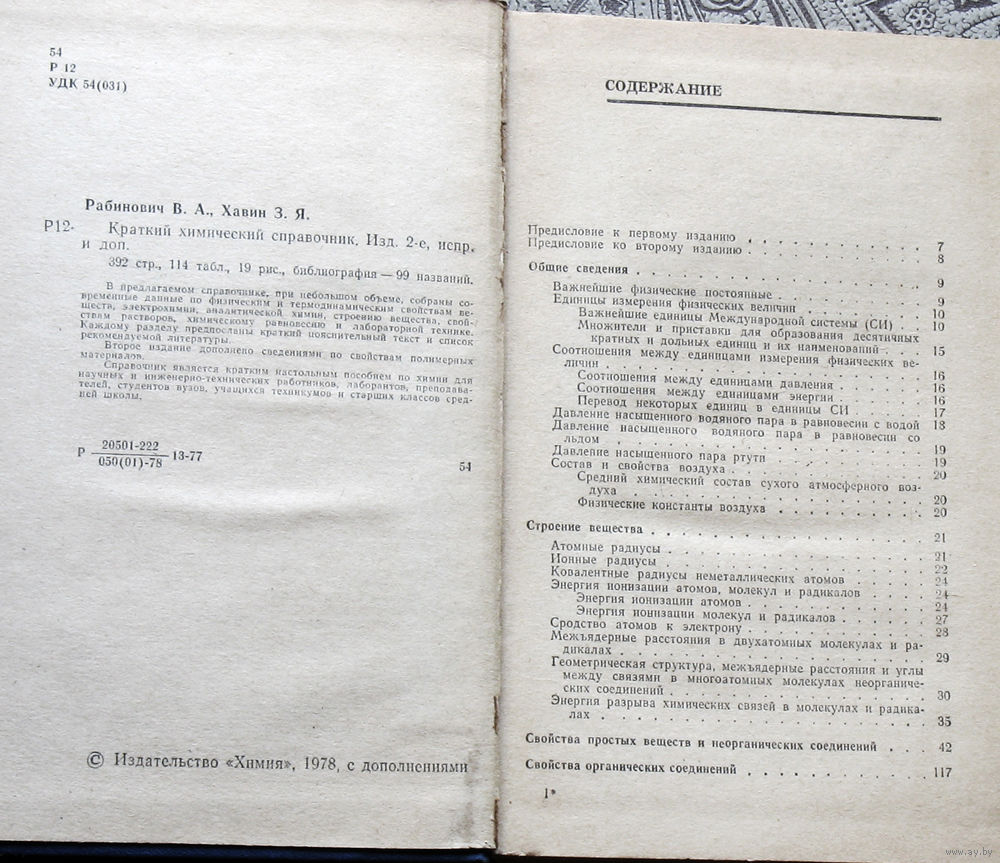 54
Р 12
УДК 54(031)
Рабинович В. А., Хавин З. Я.
Р12- Краткий химический справочник. Изд. 2-е, испр.
и доп.
392 стр., 114 табл., 19 рис., библиография — 99 названий.
В предлагаемом справочнике, при небольшом объеме, собраны со-
временные данные по физическим и термодинамическим свойствам ве-
ществ, электрохимии, аналитической химии, строению вещества, свой-
ствам растворов, химическому равновесию и лабораторной технике.
Каждому разделу предпосланы краткий пояснительный текст и список
рекомендуемой литературы.
Второе издание дополнено сведениями по свойствам полимерных
материалов.
Справочник является кратким настольным пособием по химии для
научных и инженерно-технических работников, лаборантов, преподава-
телей, студентов вузов, учащихся техникумов и старших классов сред-
ней школы.
Р 20501-222
050(01)-78 13-77 54
© Издательство «Химия», 1978, с дополнениями
СОДЕРЖАНИЕ
Предисловие к первому изданию . . . . . . . . . . 7
Предисловие ко второму изданию . . . . . . . . . . 8
Общие сведения . . . . . . . . . . 9
Важнейшие физические постоянные . . . . . . . . . . 9
Единицы измерения физических величин . . . . . . . . 10
Важнейшие единицы Международной системы (СИ) . . . 10
Множители и приставки для образования десятичных
кратных и дольных единиц и их наименований . . . . 15
Соотношения между единицами измерения физических ве-
личин . . . . . . . . . . 16
Соотношения между единицами давления . . . . . . 16
Соотношения между единицами энергии . . . . . . 16
Перевод некоторых единиц в единицы СИ . . . . . 17
Давление насыщенного водяного пара в равновесии с водой 18
Давление насыщенного водяного пара в равновесии со
льдом . . . . . . . . . . 19
Давление насыщенного пара ртути . . . . . . . . . . 19
Состав и свойства воздуха . . . . . . . . . . 20
Средний химический состав сухого атмосферного воз-
духа . . . . . . . . . . 20
Физические константы воздуха . . . . . . . . . . 20
Строение вещества . . . . . . . . . . 21
Атомные радиусы . . . . . . . . . . 21
Ионные радиусы . . . . . . . . . . 22
Ковалентные радиусы неметаллических атомов . . . . . 24
Энергия ионизации атомов, молекул и радикалов . . . . 24
Энергия ионизации атомов . . . . . . . . . . 24
Энергия ионизации молекул и радикалов . . . . . . 27
Сродство атомов к электрону . . . . . . . . . . 28
Межъядерные расстояния в двухатомных молекулах и ра-
дикалах . . . . . . . . . . 29
Геометрическая структура, межъядерные расстояния и углы
между связями в многоатомных молекулах неорганиче-
ских соединений . . . . . . . . . . 30
Энергия разрыва химических связей в молекулах и радика-
лах . . . . . . . . . . 35
Свойства простых веществ и неорганических соединений . . . 42
Свойства органических соединений . . . . . . . . . . 117
1*
www.ay.by